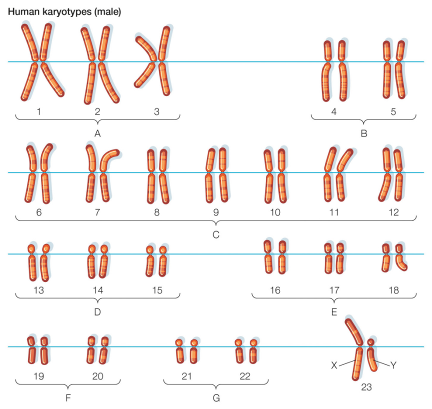 Human karyotypes (male)
1 2 3 4 5
A B
6 7 8 9 10 11 12
C
13 14 15 16 17 18
D E
X Y
19 20 21 22 23
F G